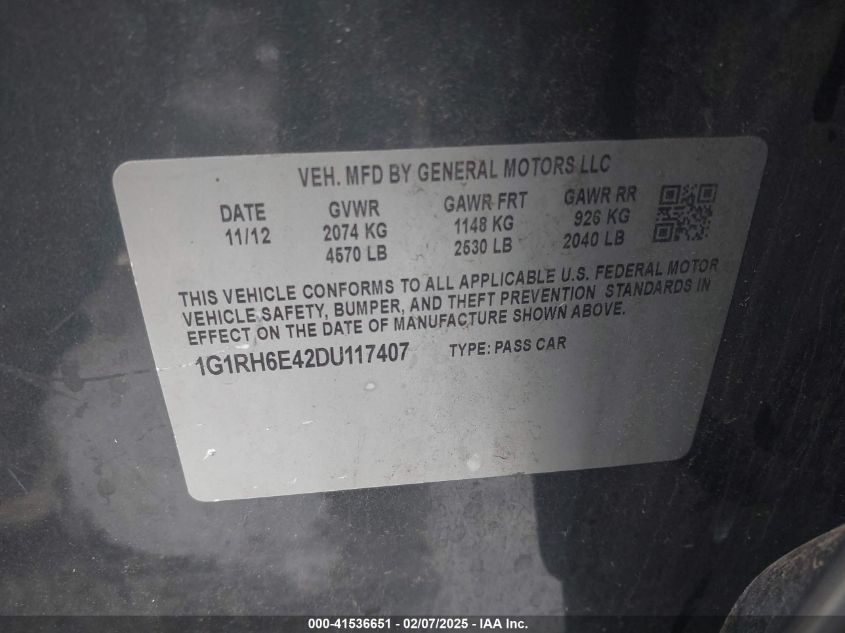 VEH. MFD BY GENERAL MOTORS LLC
DATE GVWR GAWR FRT GAWR RR
11/12 2074 KG 1148 KG 926 KG
4570 LB 2530 LB 2040 LB
THIS VEHICLE CONFORMS TO ALL APPLICABLE U.S. FEDERAL MOTOR
VEHICLE SAFETY, BUMPER, AND THEFT PREVENTION STANDARDS IN
EFFECT ON THE DATE OF MANUFACTURE SHOWN ABOVE.
1G1RH6E42DU117407 TYPE: PASS CAR
000-41536651 - 02/07/2025 - IAA Inc.